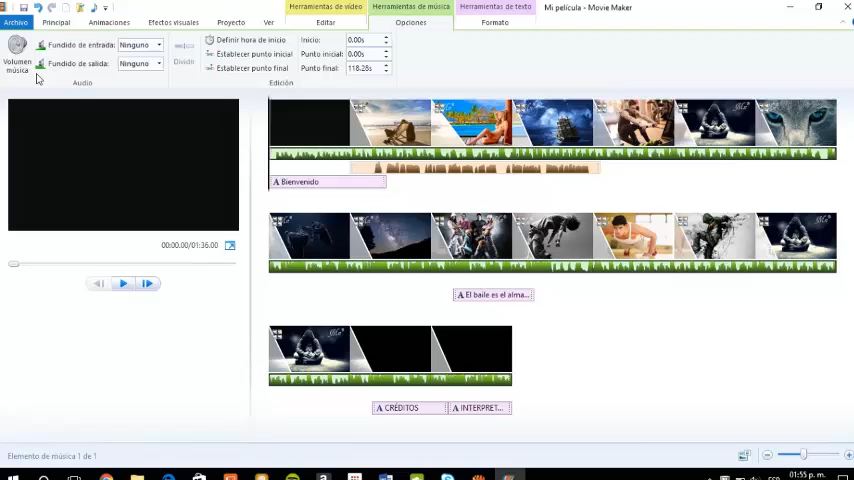 Herramientas de vídeo
Herramientas de música
Herramientas de texto
Mi película - Movie Maker
Archivo
Principal
Animaciones
Efectos visuales
Proyecto
Ver
Editar
Opciones
Formato
Volumen
música
Fundido de entrada: Ninguno
Fundido de salida: Ninguno
Audio
Divido
Definir hora de inicio
Establecer punto inicial
Establecer punto final
Inicio: 0.00s
Punto inicial: 0.00s
Punto final: 118.28s
Edición
A Bienvenido
00:00.00/01:36.00
A El baile es el alma...
A CRÉDITOS
A INTERPRET...
Elemento de música 1 de 1
ESP
01:55 p. m.